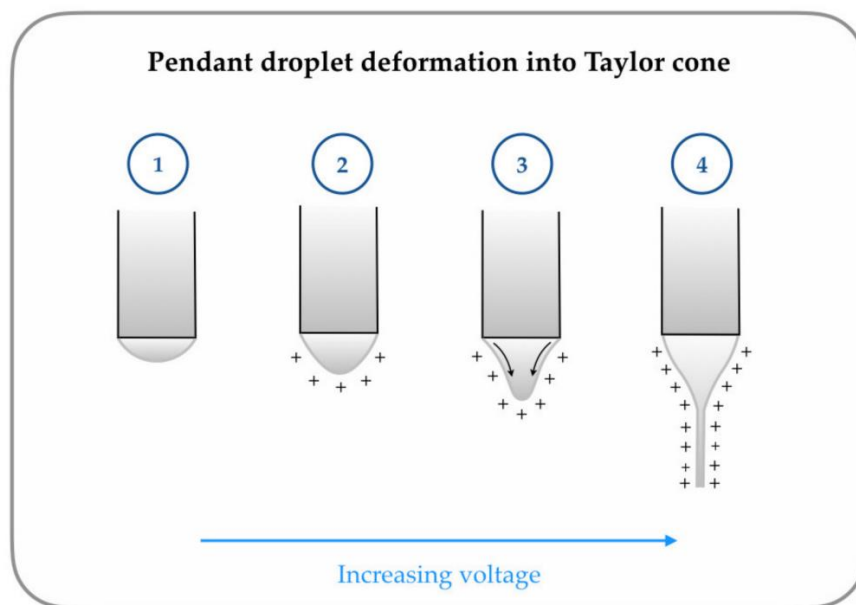 Pendant droplet deformation into Taylor cone
1 2 3 4
+ + + + +
+ + + + + + +
+ + + + + + + + + + + + + + + +
Increasing voltage